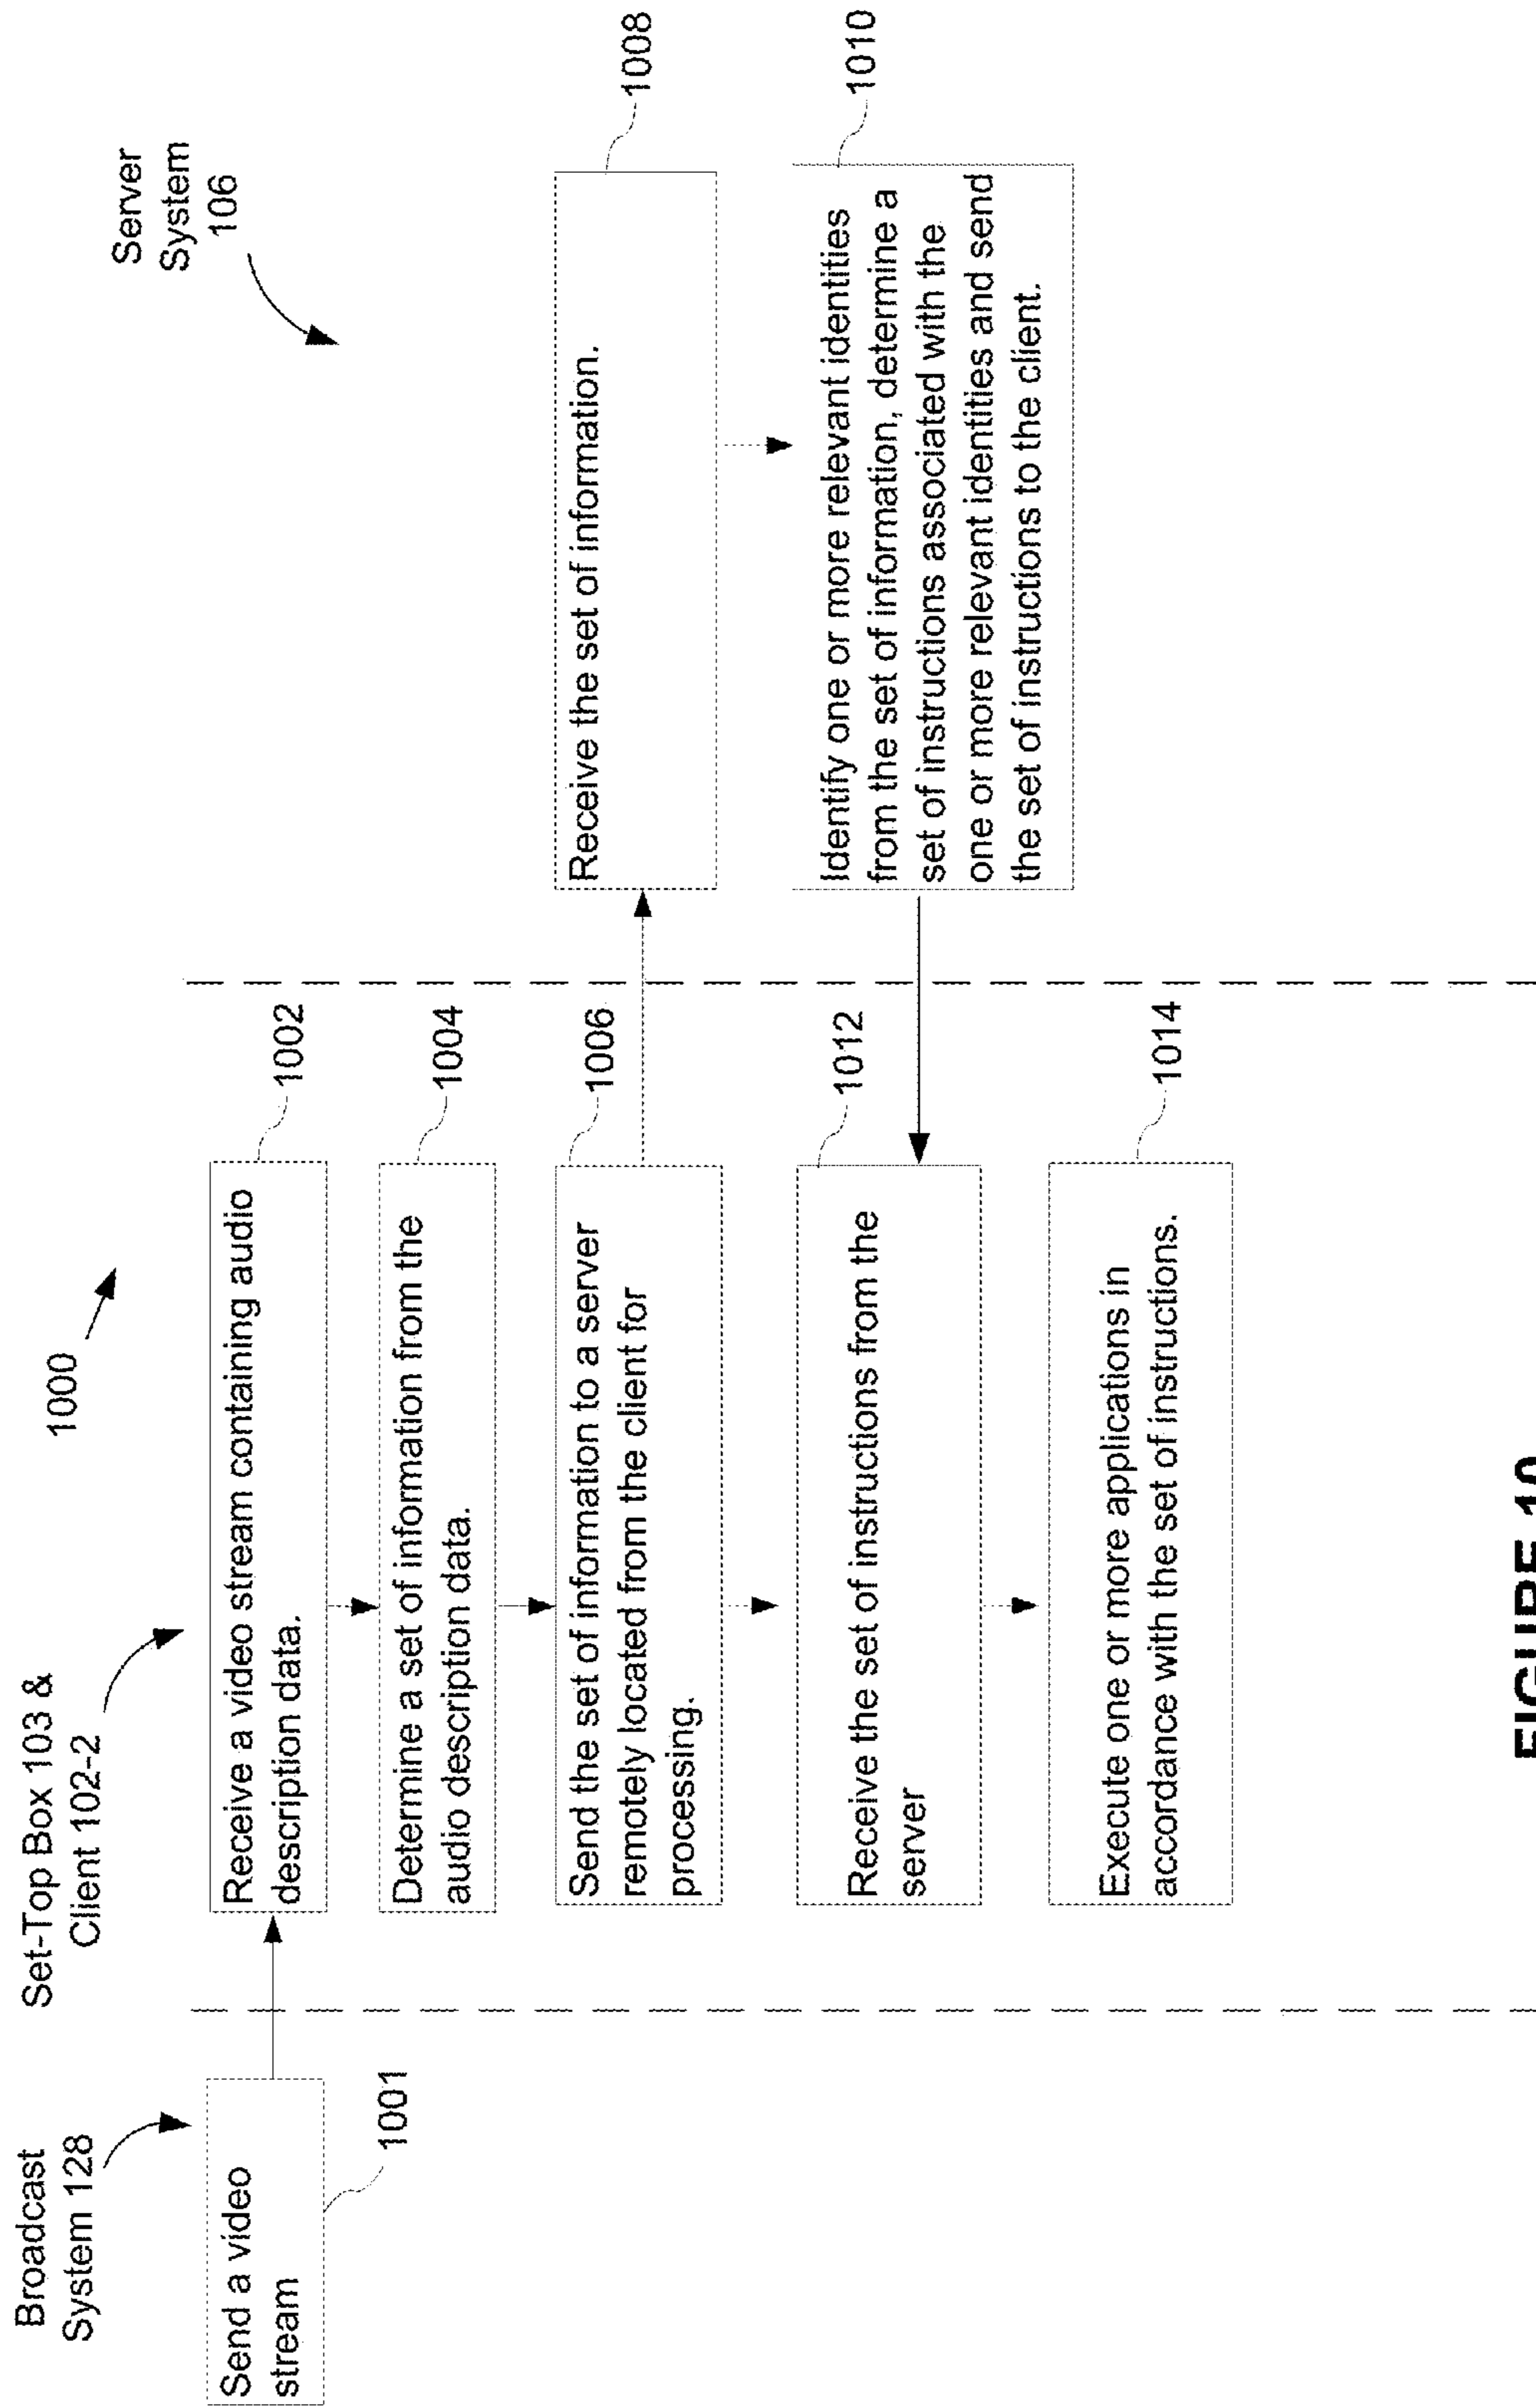 1000
Broadcast
System 128
Set-Top Box 103 &
Client 102-2
Server
System
106
Send a video
stream
1001
Receive a video stream containing audio
description data.
1002
Determine a set of information from the
audio description data.
1004
Send the set of information to a server
remotely located from the client for
processing.
1006
Receive the set of information.
1008
Identify one or more relevant identities
from the set of information, determine a
set of instructions associated with the
one or more relevant identities and send
the set of instructions to the client.
1010
Receive the set of instructions from the
server
1012
Execute one or more applications in
accordance with the set of instructions.
1014
FIGURE 10